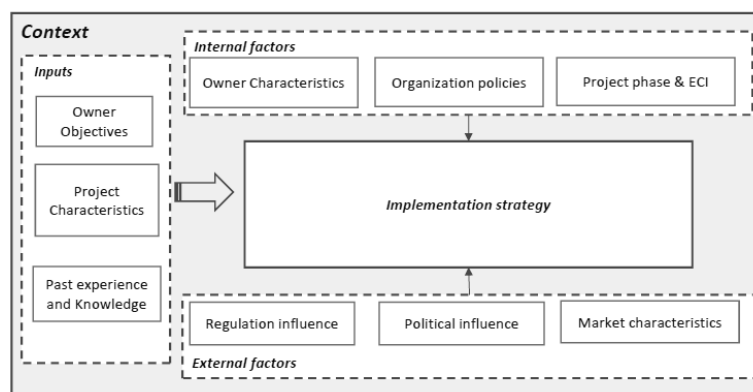 Context
Internal factors
Inputs
Owner Characteristics
Organization policies
Project phase & ECI
Owner
Objectives
Project
Characteristics
Implementation strategy
Past experience
and Knowledge
Regulation influence
Political influence
Market characteristics
External factors